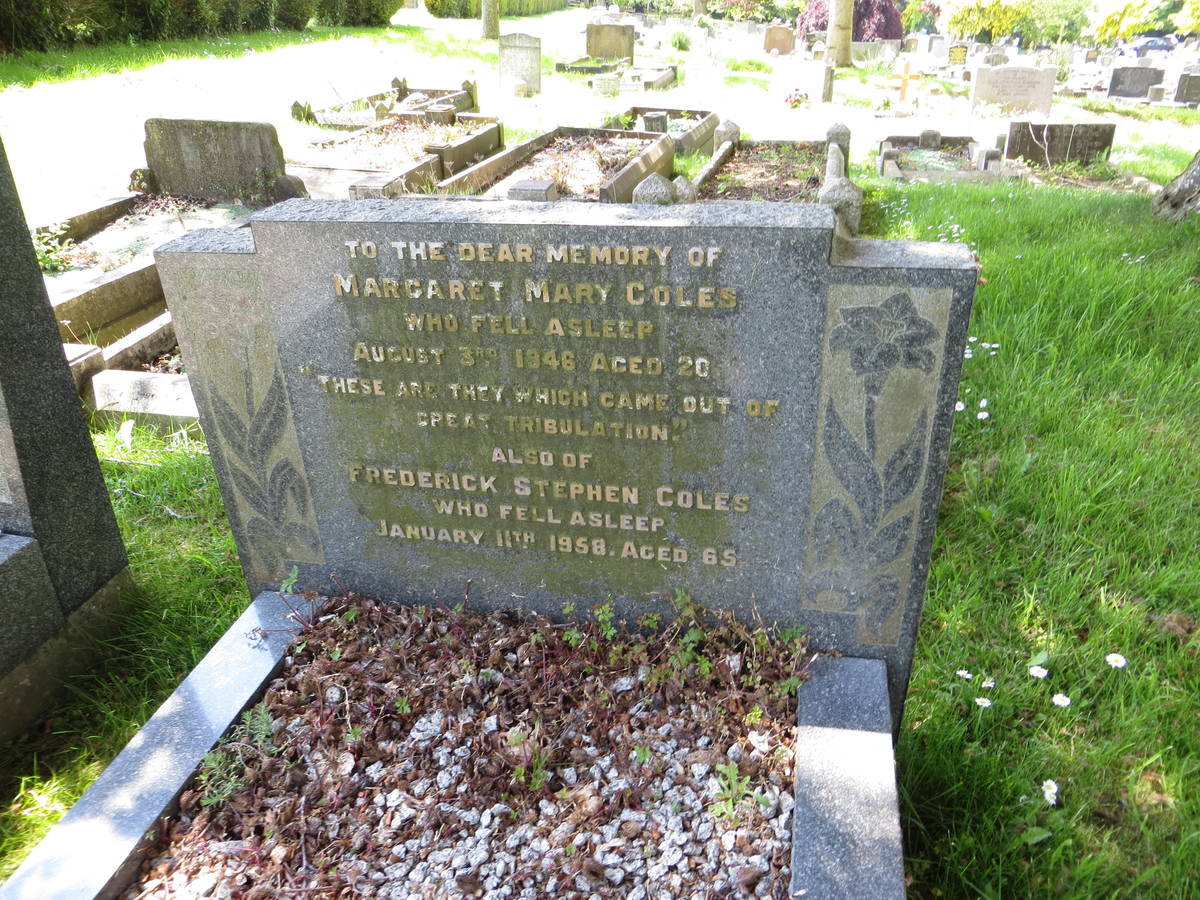 TO THE DEAR MEMORY OF
MARGARET MARY COLES
WHO FELL ASLEEP
AUGUST 3RD 1946 AGED 20.
"THESE ARE THEY WHICH CAME OUT OF
GREAT TRIBULATION."
ALSO OF
FREDERICK STEPHEN COLES
WHO FELL ASLEEP
JANUARY 11TH 1958. AGED 65.